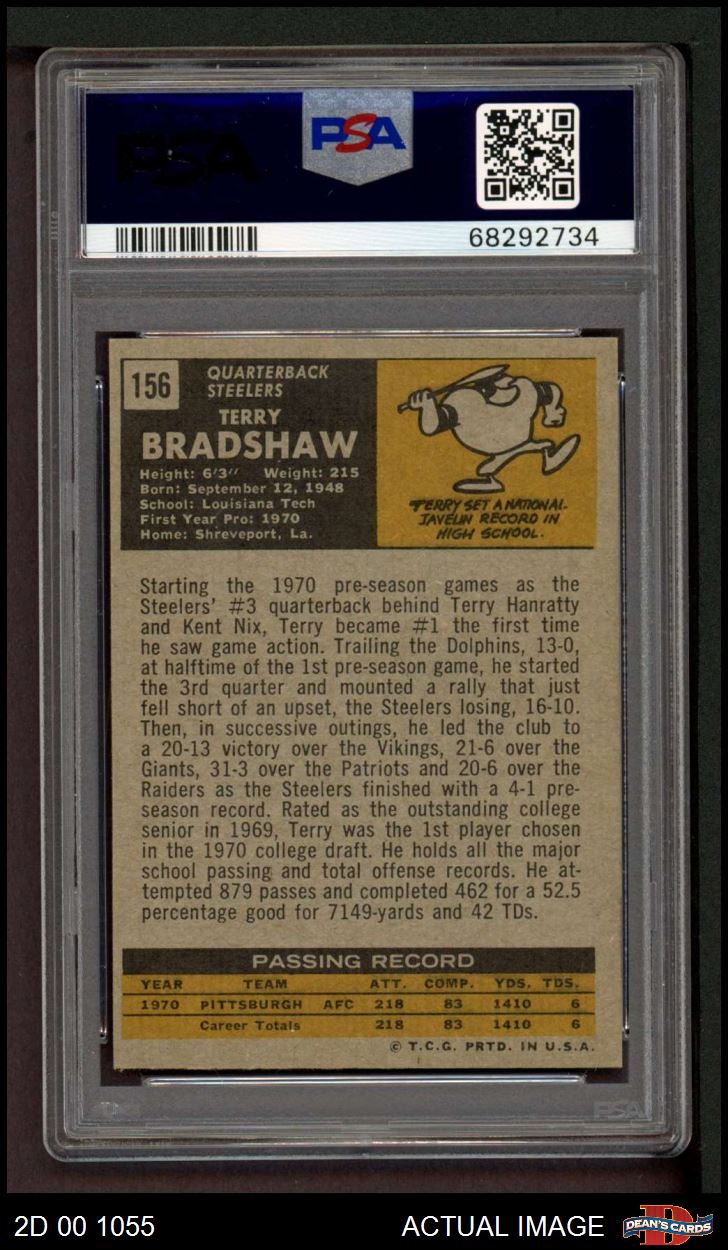 PSA
PSA
68292734
156
QUARTERBACK
STEELERS
TERRY
BRADSHAW
Height: 6'3" Weight: 215
Born: September 12, 1948
School: Louisiana Tech
First Year Pro: 1970
Home: Shreveport, La.
TERRY SET A NATIONAL
JAVELIN RECORD IN
HIGH SCHOOL.
Starting the 1970 pre-season games as the
Steelers' #3 quarterback behind Terry Hanratty
and Kent Nix, Terry became #1 the first time
he saw game action. Trailing the Dolphins, 13-0,
at halftime of the 1st pre-season game, he started
the 3rd quarter and mounted a rally that just
fell short of an upset, the Steelers losing, 16-10.
Then, in successive outings, he led the club to
a 20-13 victory over the Vikings, 21-6 over the
Giants, 31-3 over the Patriots and 20-6 over the
Raiders as the Steelers finished with a 4-1 pre-
season record. Rated as the outstanding college
senior in 1969, Terry was the 1st player chosen
in the 1970 college draft. He holds all the major
school passing and total offense records. He at-
tempted 879 passes and completed 462 for a 52.5
percentage good for 7149-yards and 42 TDs.
PASSING RECORD
YEAR TEAM ATT. COMP. YDS. TDS.
1970 PITTSBURGH AFC 218 83 1410 6
Career Totals 218 83 1410 6
© T.C.G. PRTD. IN U.S.A.
PSA
2D 00 1055 ACTUAL IMAGE DEAN'S CARDS